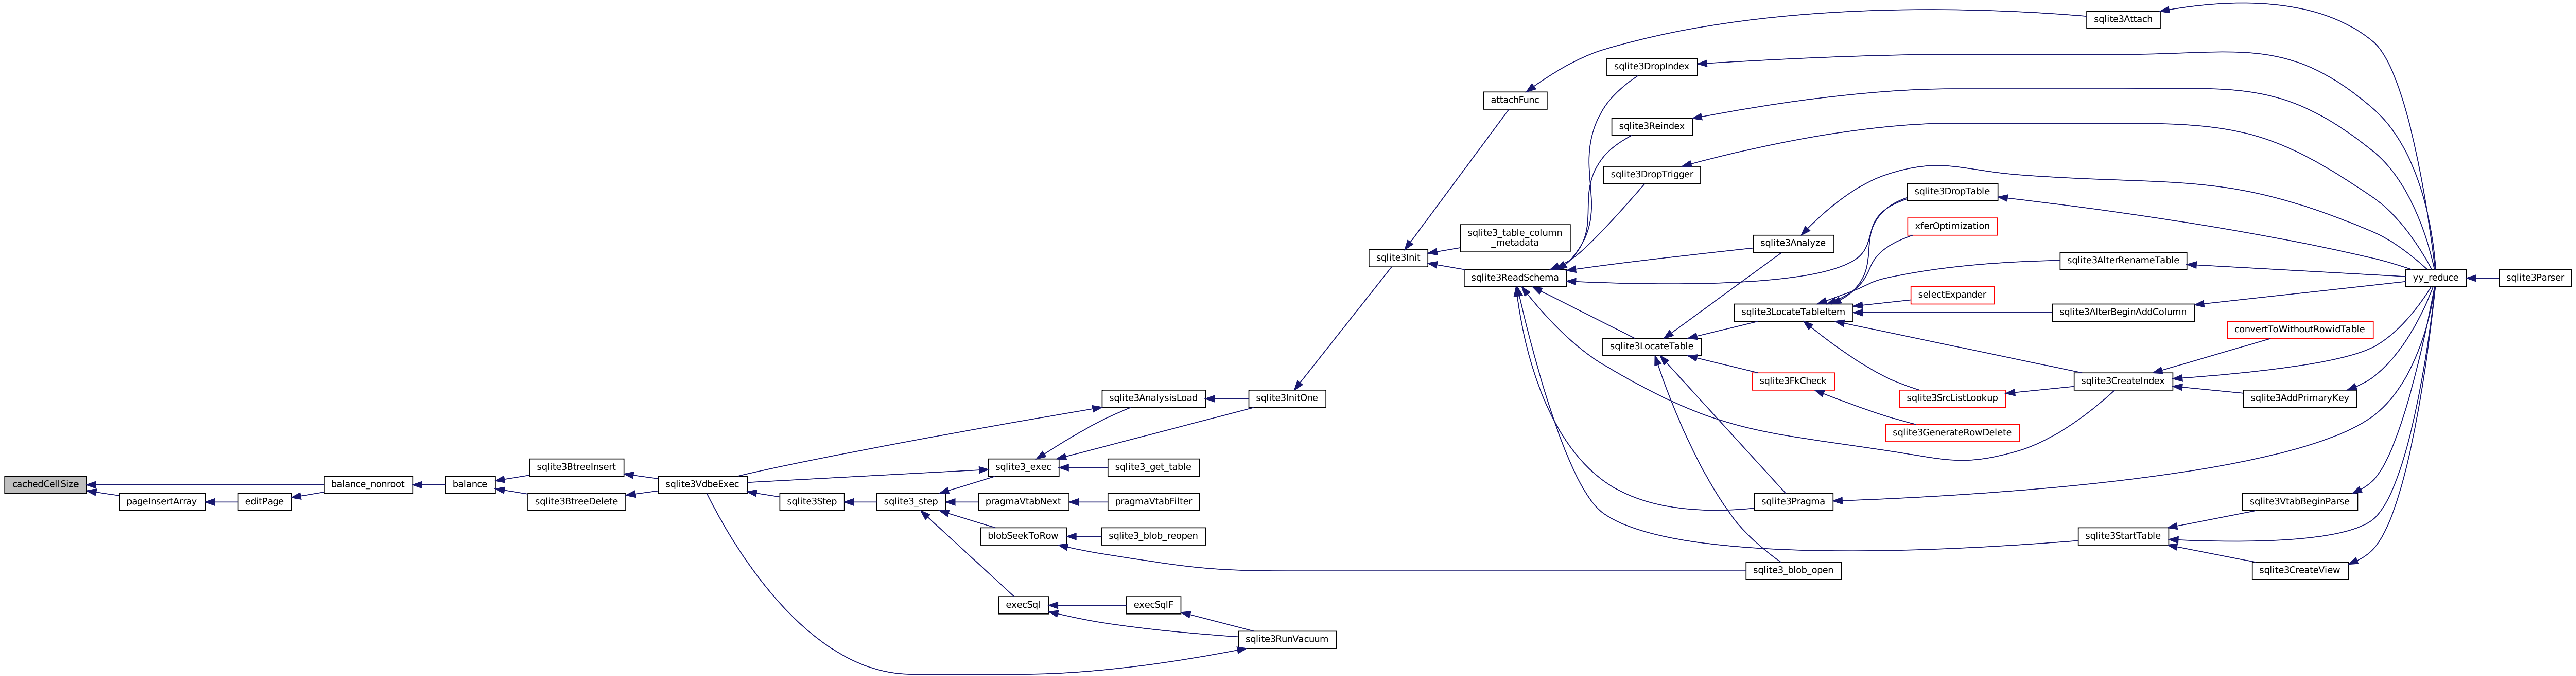 cachedCellSize
pageInsertArray
editPage
balance_nonroot
balance
sqlite3BtreeInsert
sqlite3BtreeDelete
sqlite3VdbeExec
sqlite3AnalysisLoad
sqlite3_exec
sqlite3Step
sqlite3_step
sqlite3InitOne
sqlite3_get_table
pragmaVtabNext
pragmaVtabFilter
blobSeekToRow
sqlite3_blob_reopen
execSql
execSqlF
sqlite3RunVacuum
sqlite3Init
attachFunc
sqlite3_table_column
_metadata
sqlite3ReadSchema
sqlite3DropIndex
sqlite3Reindex
sqlite3DropTrigger
sqlite3LocateTable
sqlite3Analyze
sqlite3LocateTableItem
sqlite3FkCheck
sqlite3Pragma
sqlite3_blob_open
sqlite3DropTable
xferOptimization
selectExpander
sqlite3SrcListLookup
sqlite3GenerateRowDelete
sqlite3Attach
sqlite3AlterRenameTable
sqlite3AlterBeginAddColumn
sqlite3CreateIndex
sqlite3StartTable
convertToWithoutRowidTable
sqlite3AddPrimaryKey
sqlite3VtabBeginParse
sqlite3CreateView
yy_reduce
sqlite3Parser